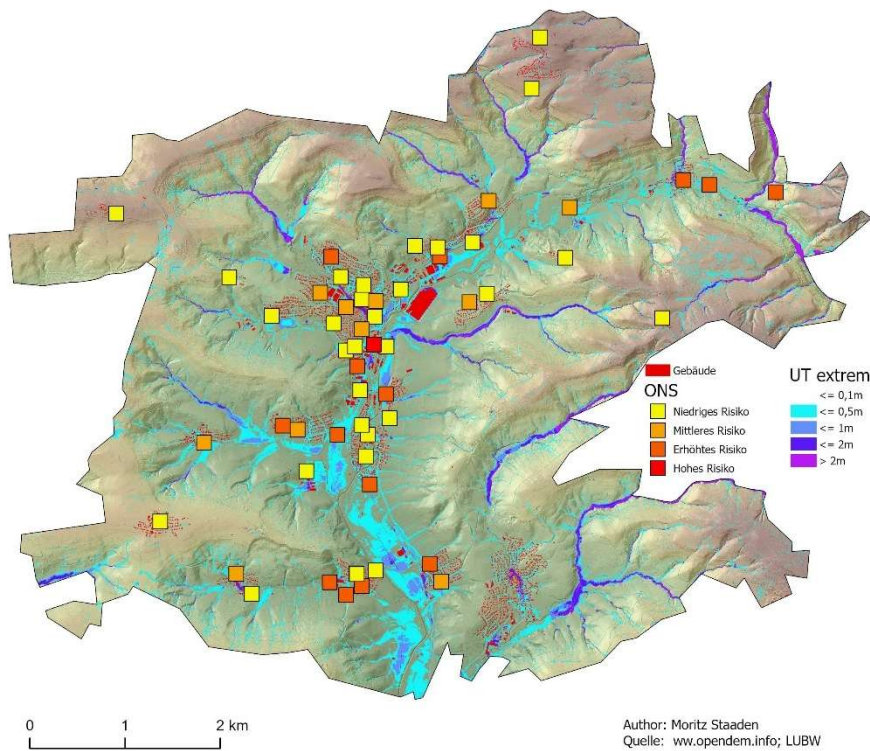 Gebäude
ONS
Niedriges Risiko
Mittleres Risiko
Erhöhtes Risiko
Hohes Risiko
UT extrem
<= 0,1m
<= 0,5m
<= 1m
<= 2m
> 2m
0 1 2 km
Author: Moritz Staaden
Quelle: ww.opendem.info; LUBW